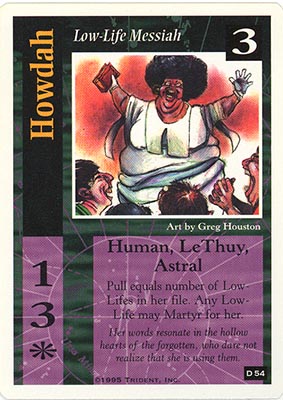 Howdah
Low-Life Messiah
3
Art by Greg Houston
1
3
*
Human, LeThuy,
Astral
Pull equals number of Low-
Lifes in her file. Any Low-
Life may Martyr for her.
Her words resonate in the hollow
hearts of the forgotten, who dare not
realize that she is using them.
©1995 TRIDENT, INC.
D 54